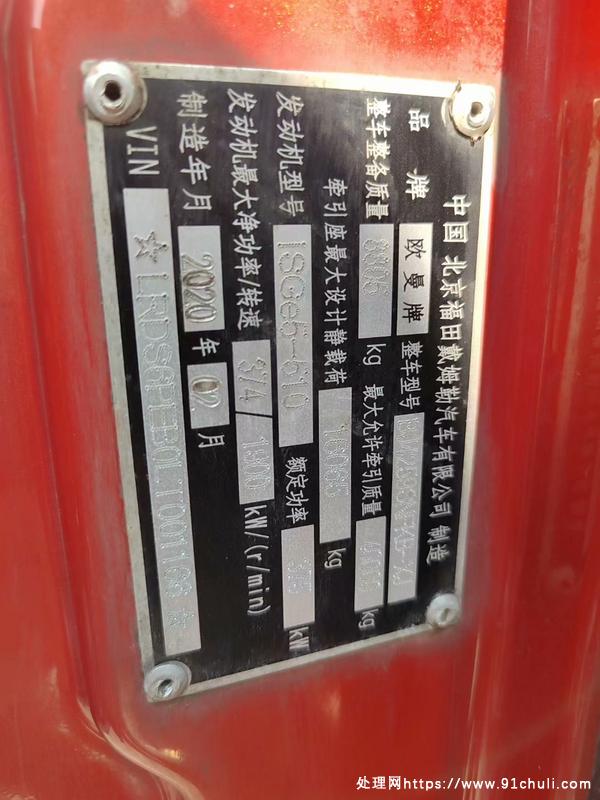 中国 北京福田戴姆勒汽车有限公司 制造
品 牌 欧曼牌 整车型号
整车整备质量 8805 kg 最大允许牵引质量 kg
牵引座最大设计静载荷 16065 kg
发动机型号 ISGe5-510 额定功率 kW
发动机最大净功率/转速 374/1900 kW/(r/min)
制造年月 2020 年 02 月
VIN
处理网https://www.91chuli.com/